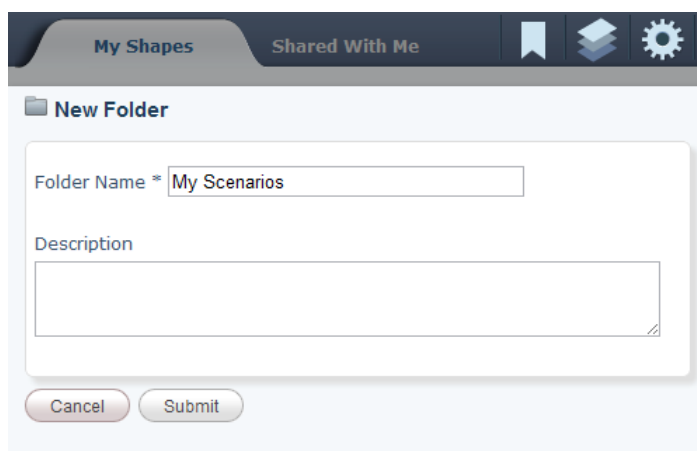 My Shapes Shared With Me
New Folder
Folder Name * My Scenarios
Description
Cancel Submit